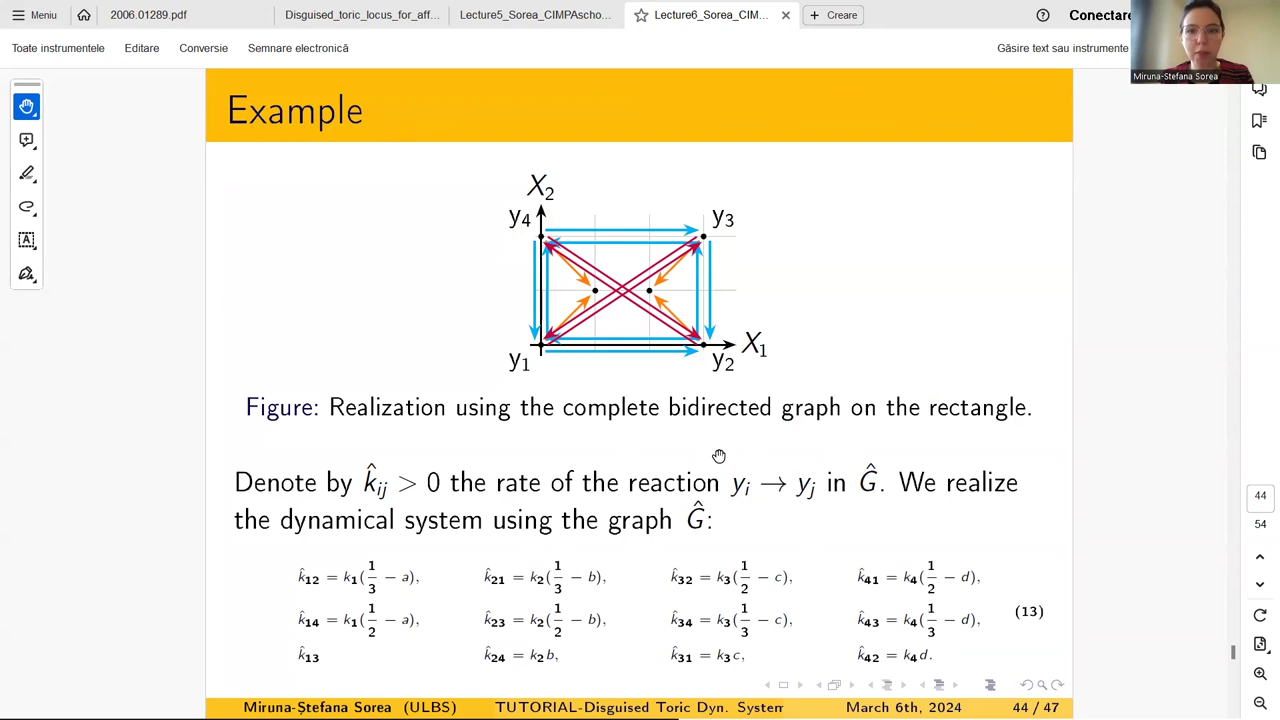 Meniu
2006.01289.pdf
Disguised_toric_locus_for_aff...
Lecture5_Sorea_CIMPAscho...
Lecture6_Sorea_CIM...
Creare
Conectare
Toate instrumentele
Editare
Conversie
Semnare electronică
Găsire text sau instrumente
Miruna-Stefana Sorea
Example
X₂
y₄
y₃
X₁
y₁
y₂
Figure: Realization using the complete bidirected graph on the rectangle.
Denote by k̂ᵢⱼ > 0 the rate of the reaction yᵢ → yⱼ in Ĝ. We realize
the dynamical system using the graph Ĝ:
k̂₁₂ = k₁(1/3 − a), k̂₂₁ = k₂(1/3 − b), k̂₃₂ = k₃(1/2 − c), k̂₄₁ = k₄(1/2 − d),
k̂₁₄ = k₁(1/2 − a), k̂₂₃ = k₂(1/2 − b), k̂₃₄ = k₃(1/3 − c), k̂₄₃ = k₄(1/3 − d), (13)
k̂₁₃ k̂₂₄ = k₂b, k̂₃₁ = k₃c, k̂₄₂ = k₄d.
44
54
Miruna-Ștefana Sorea (ULBS) TUTORIAL-Disguised Toric Dyn. System March 6th, 2024 44 / 47